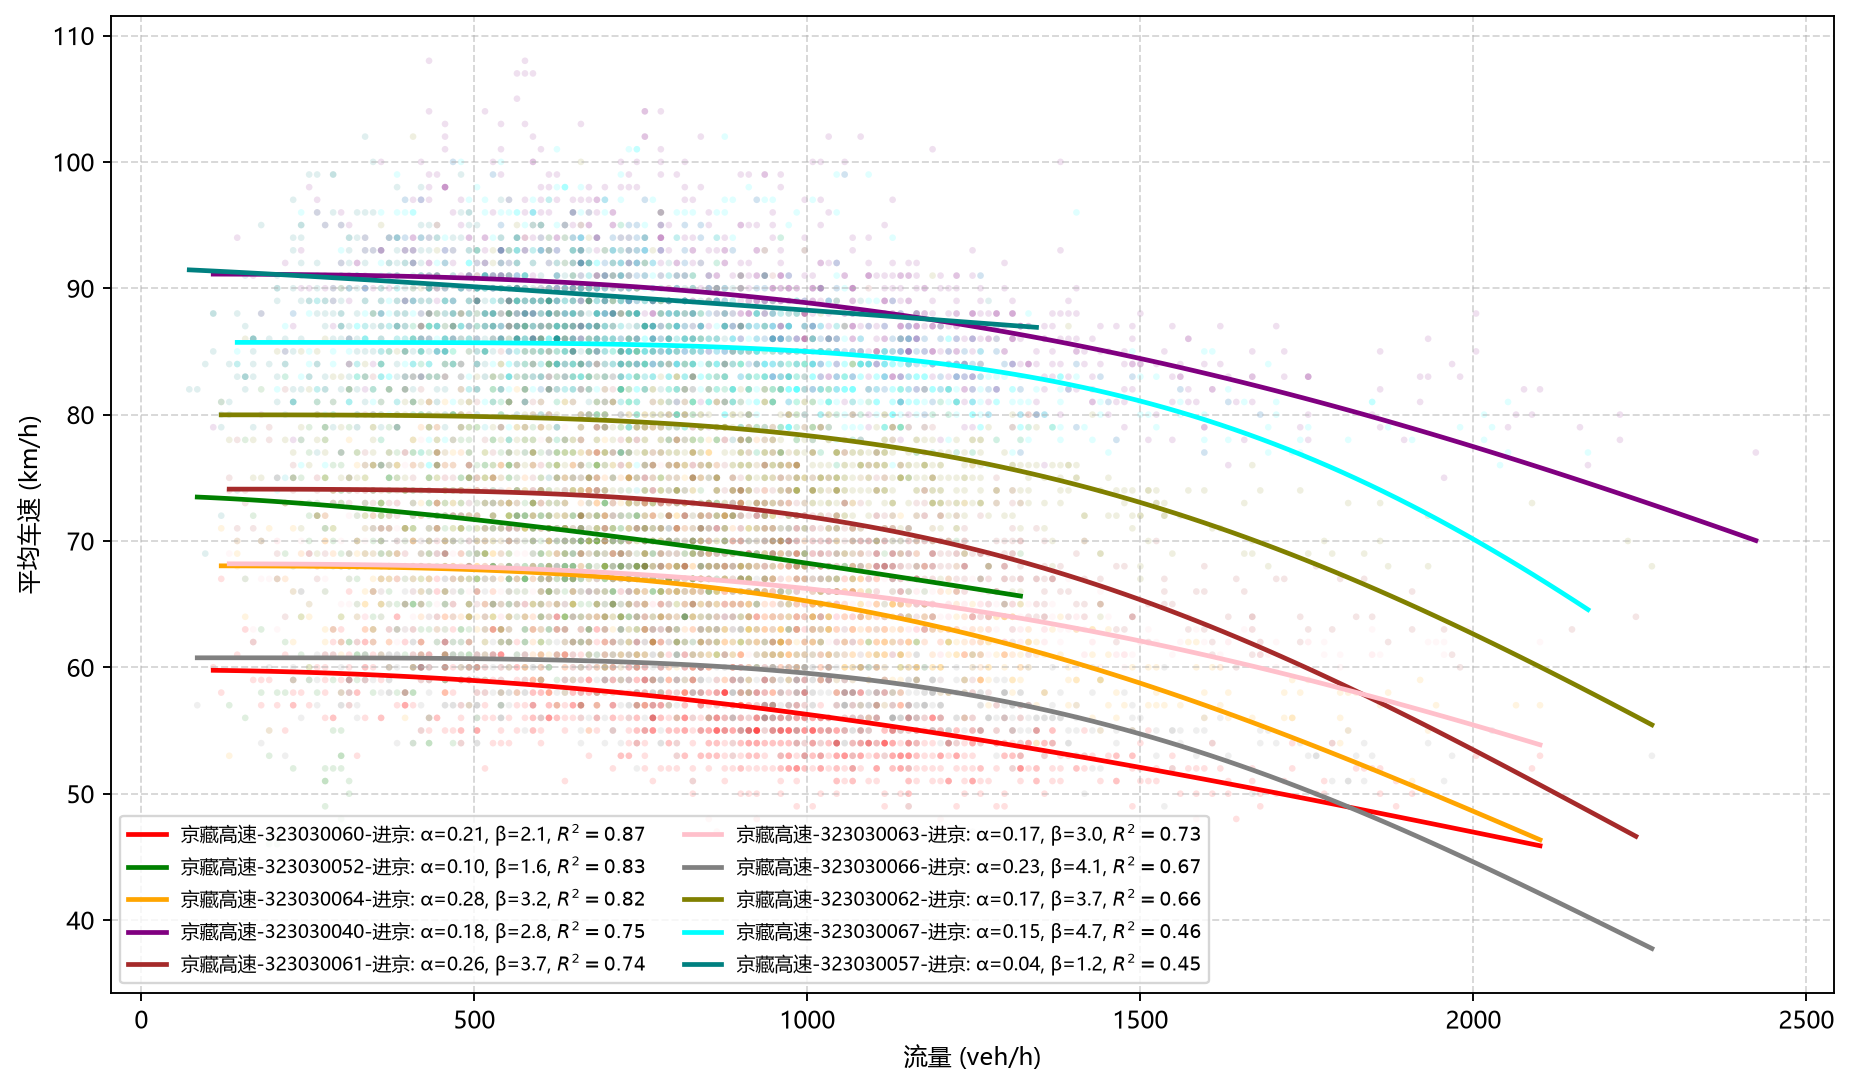 110
100
90
80
70
60
50
40
平均车速 (km/h)
京藏高速-323030060-进京: α=0.21, β=2.1, R² = 0.87
京藏高速-323030052-进京: α=0.10, β=1.6, R² = 0.83
京藏高速-323030064-进京: α=0.28, β=3.2, R² = 0.82
京藏高速-323030040-进京: α=0.18, β=2.8, R² = 0.75
京藏高速-323030061-进京: α=0.26, β=3.7, R² = 0.74
京藏高速-323030063-进京: α=0.17, β=3.0, R² = 0.73
京藏高速-323030066-进京: α=0.23, β=4.1, R² = 0.67
京藏高速-323030062-进京: α=0.17, β=3.7, R² = 0.66
京藏高速-323030067-进京: α=0.15, β=4.7, R² = 0.46
京藏高速-323030057-进京: α=0.04, β=1.2, R² = 0.45
0 500 1000 1500 2000 2500
流量 (veh/h)